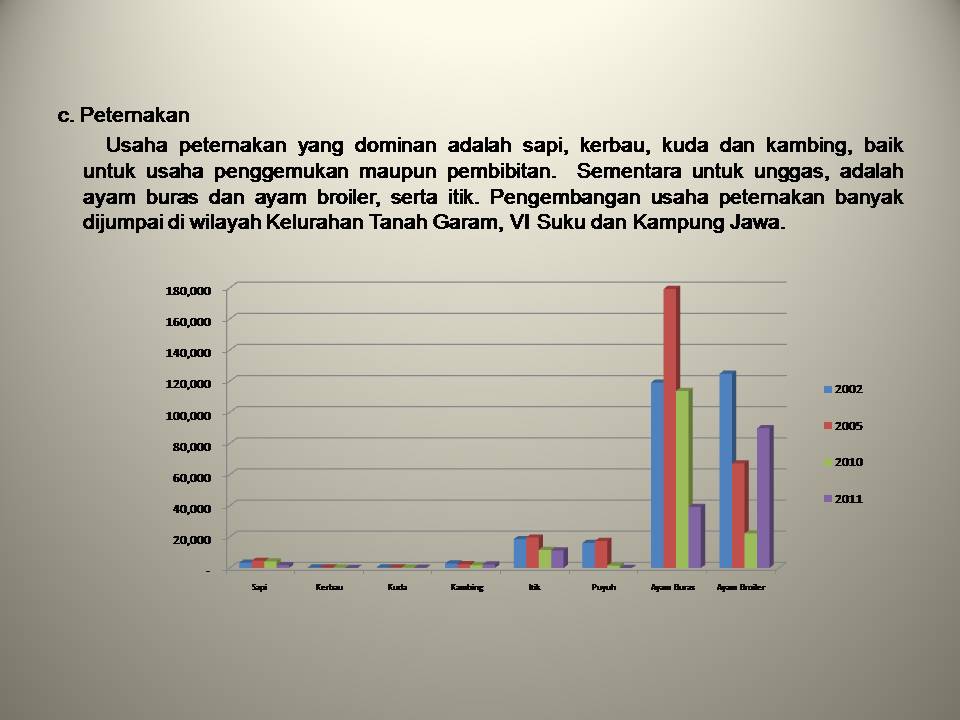 c. Peternakan
Usaha peternakan yang dominan adalah sapi, kerbau, kuda dan kambing, baik
untuk usaha penggemukan maupun pembibitan. Sementara untuk unggas, adalah
ayam buras dan ayam broiler, serta itik. Pengembangan usaha peternakan banyak
dijumpai di wilayah Kelurahan Tanah Garam, VI Suku dan Kampung Jawa.
180,000
160,000
140,000
120,000
100,000
80,000
60,000
40,000
20,000
-
Sapi Kerbau Kuda Kambing Itik Puyuh Ayam Buras Ayam Broiler
2002
2005
2010
2011